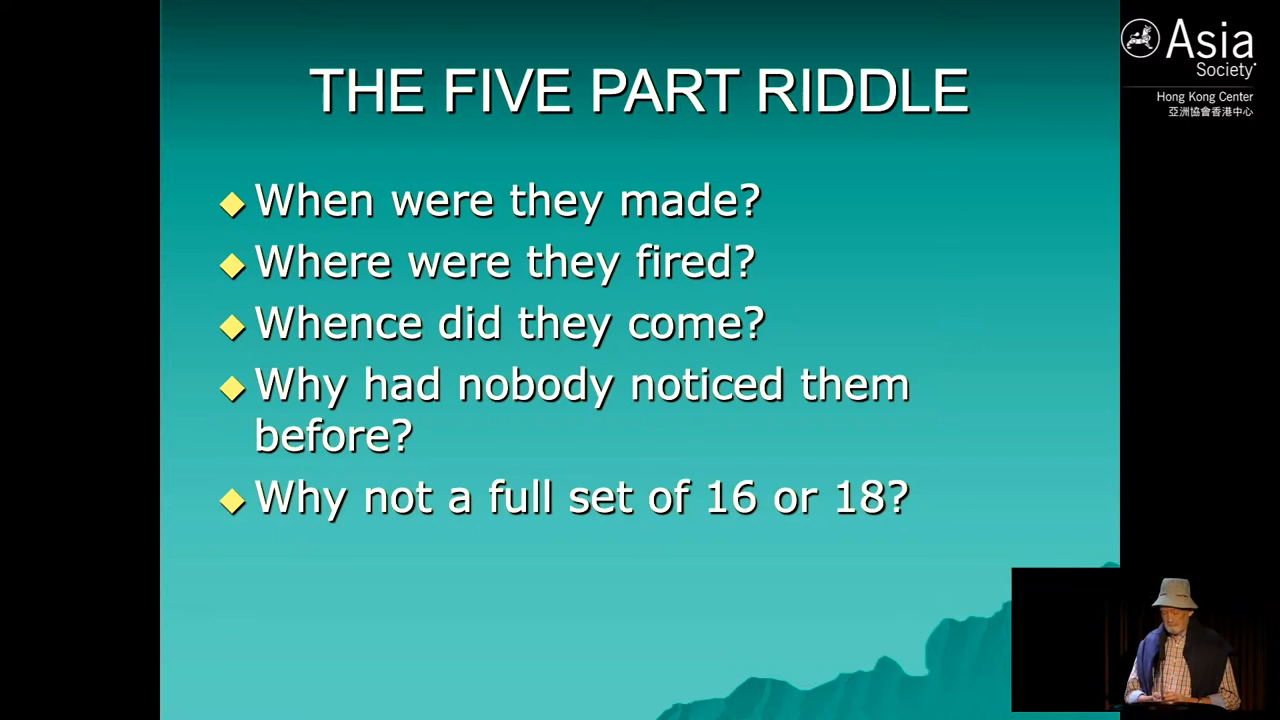 THE FIVE PART RIDDLE
When were they made?
Where were they fired?
Whence did they come?
Why had nobody noticed them
before?
Why not a full set of 16 or 18?
Asia
Society
Hong Kong Center
亞洲協會香港中心